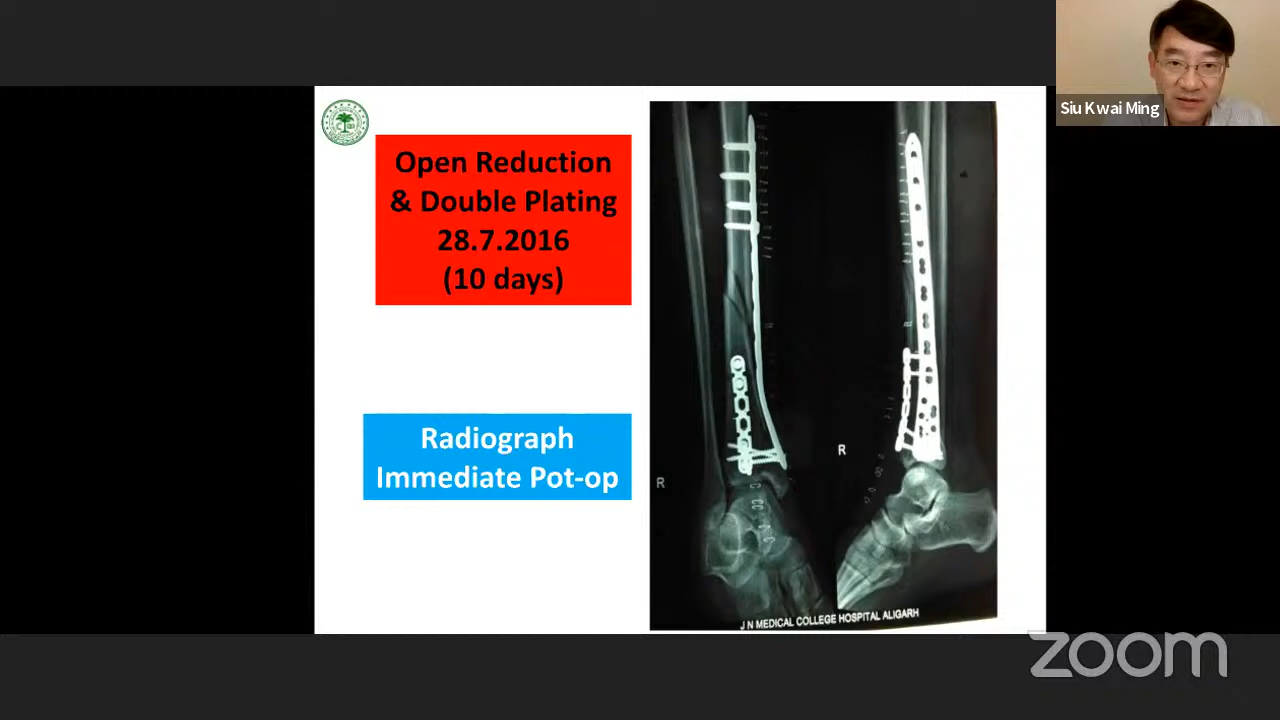 Siu Kwai Ming
Open Reduction
& Double Plating
28.7.2016
(10 days)
Radiograph
Immediate Pot-op
R
R
J N MEDICAL COLLEGE HOSPITAL ALIGARH
zoom